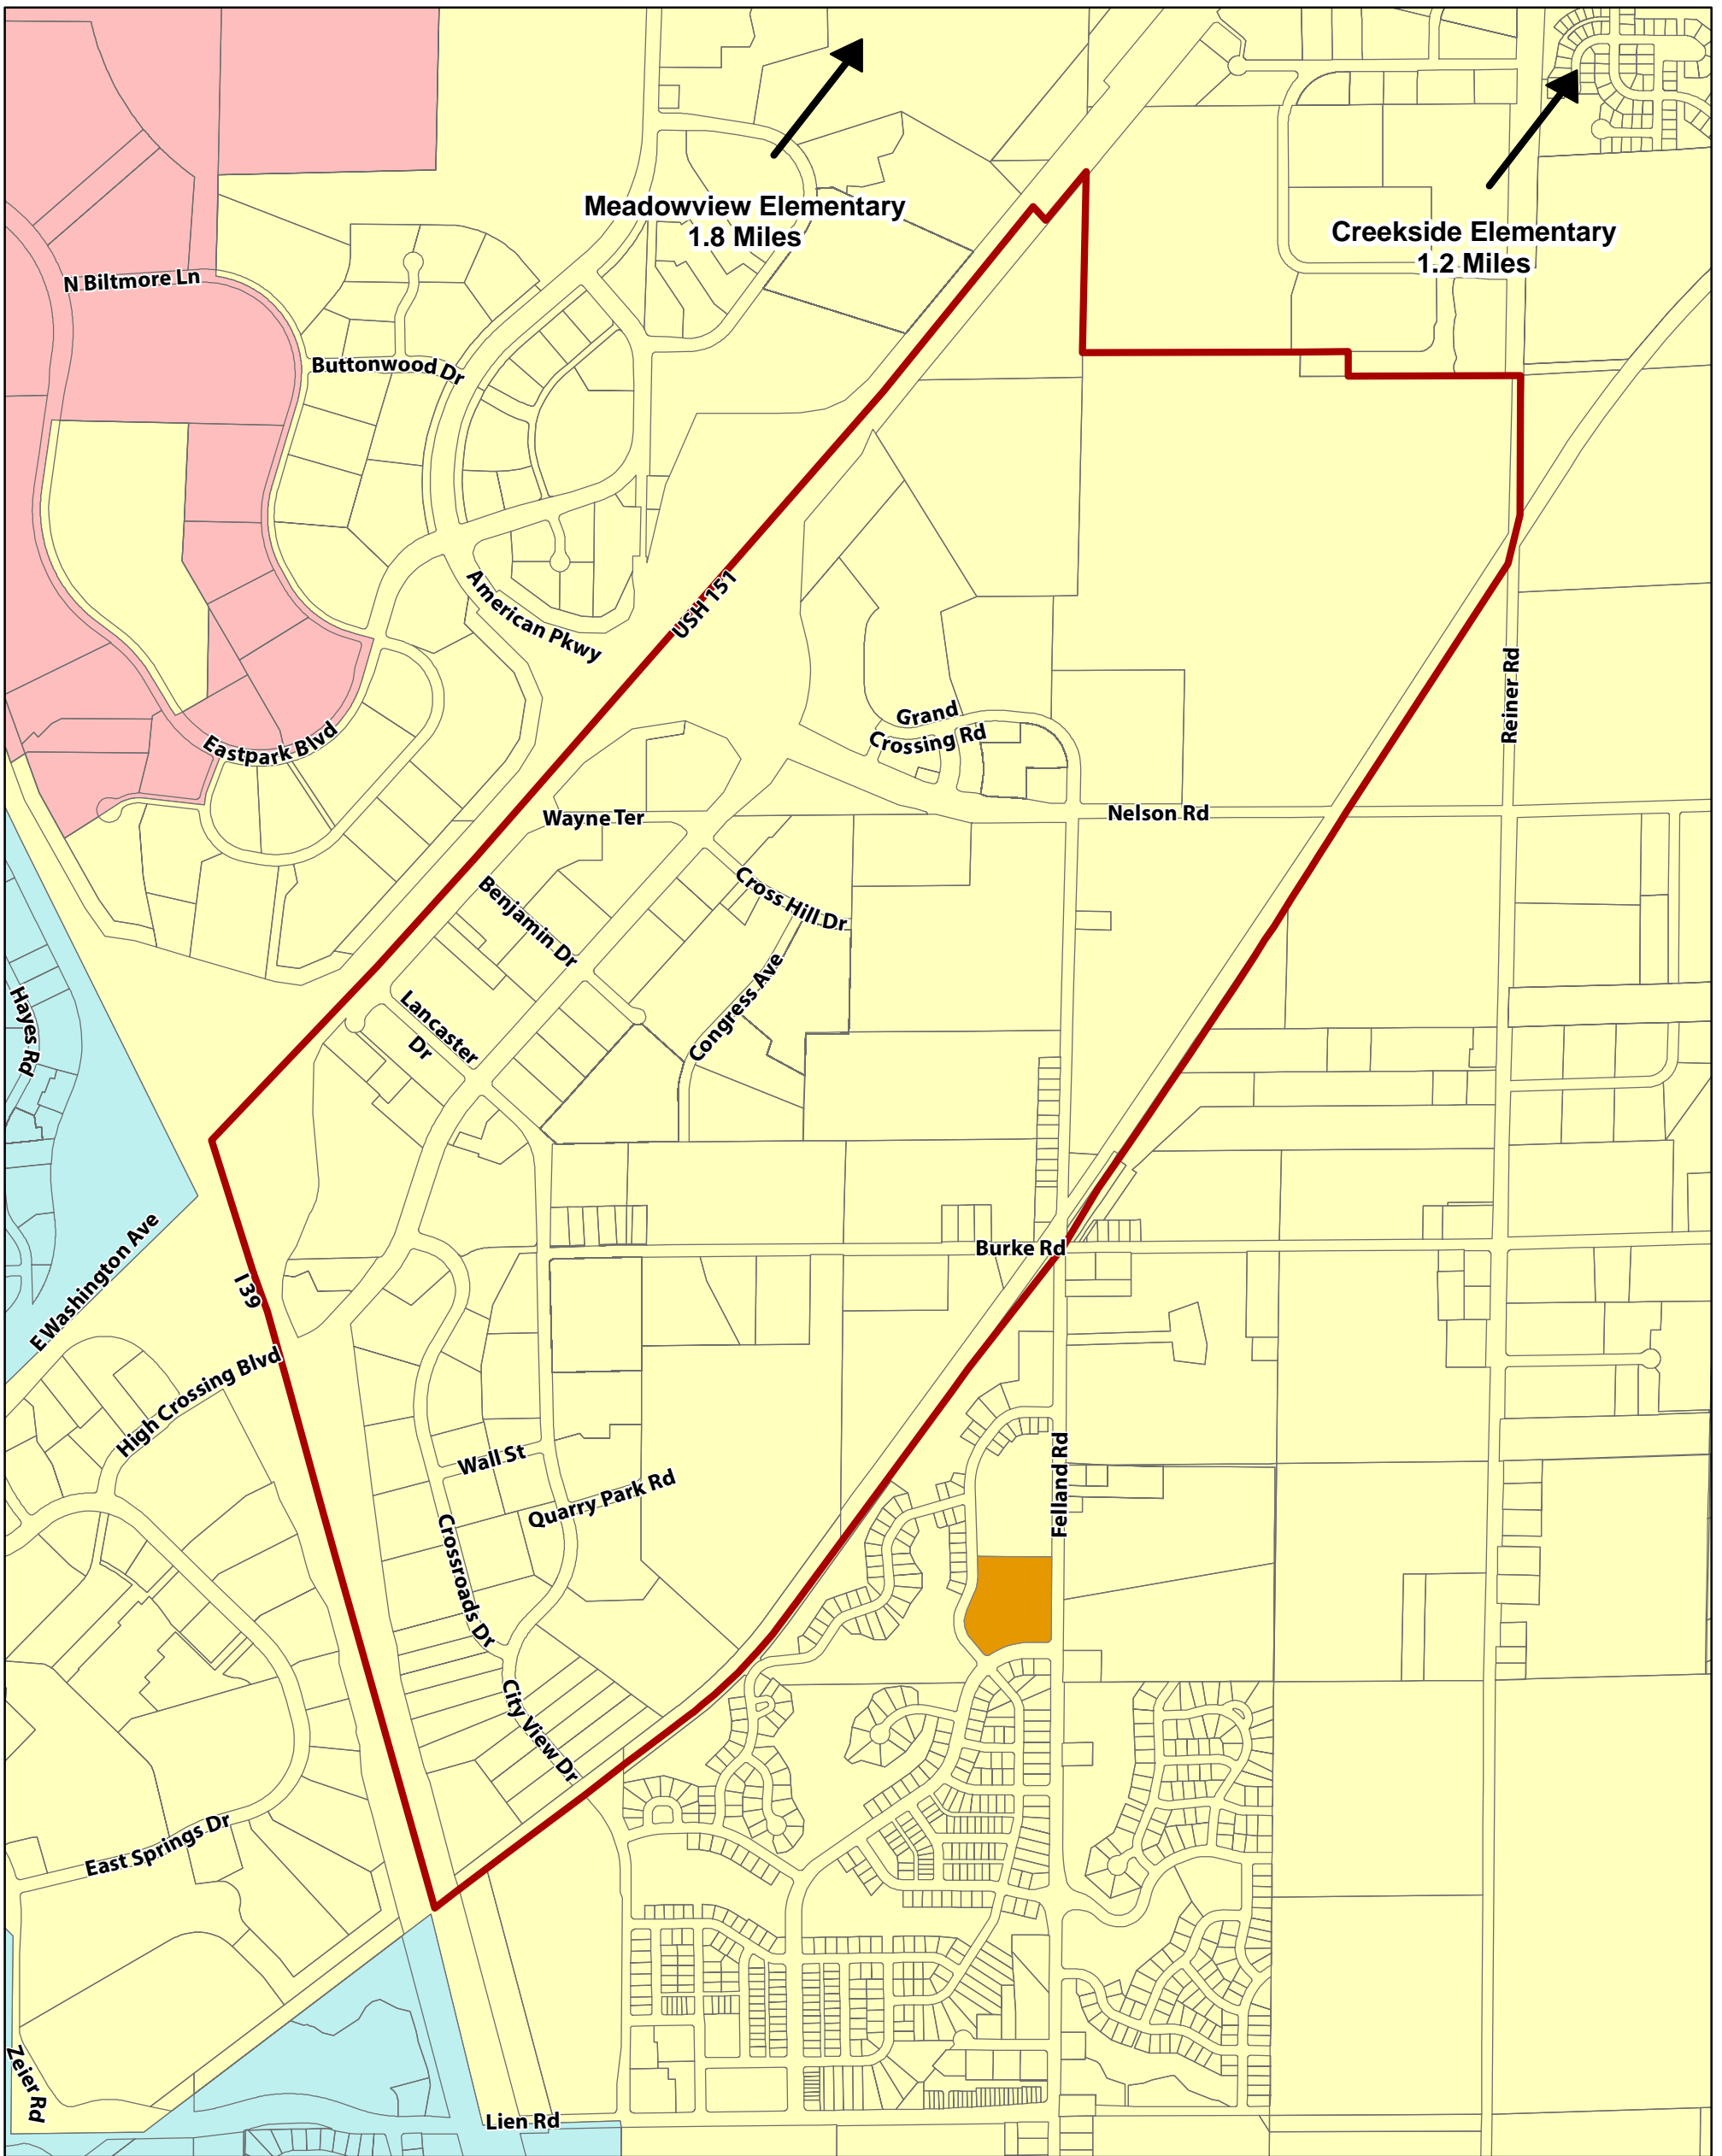 Meadowview Elementary
1.8 Miles
Creekside Elementary
1.2 Miles
N Biltmore Ln
Buttonwood Dr
American Pkwy
USH 151
Reiner Rd
Eastpark Blvd
Grand
Crossing Rd
Wayne Ter
Nelson Rd
Benjamin Dr
Cross Hill Dr
Hayes Rd
Lancaster
Dr
Congress Ave
E Washington Ave
I 39
Burke Rd
High Crossing Blvd
Wall St
Quarry Park Rd
Felland Rd
Crossroads Dr
City View Dr
East Springs Dr
Zeier Rd
Lien Rd